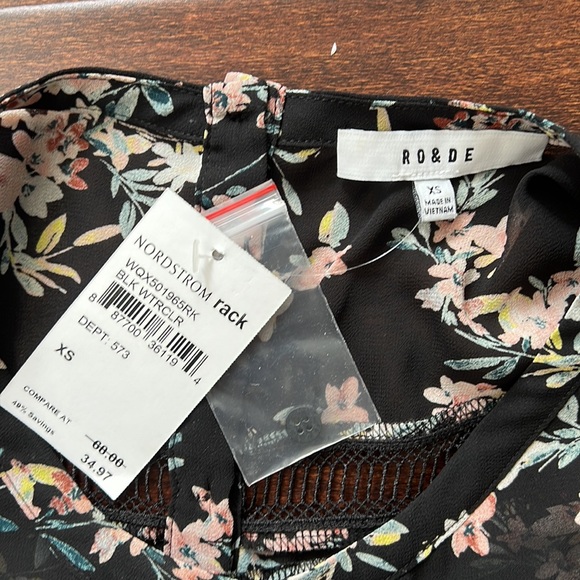 RO&DE
XS
MADE IN
VIETNAM
NORDSTROM rack
WQX501965RK
BLK WTRCLR
8 87700 36119 4
DEPT: 573
XS
COMPARE AT 60.00
49% Savings 34.97